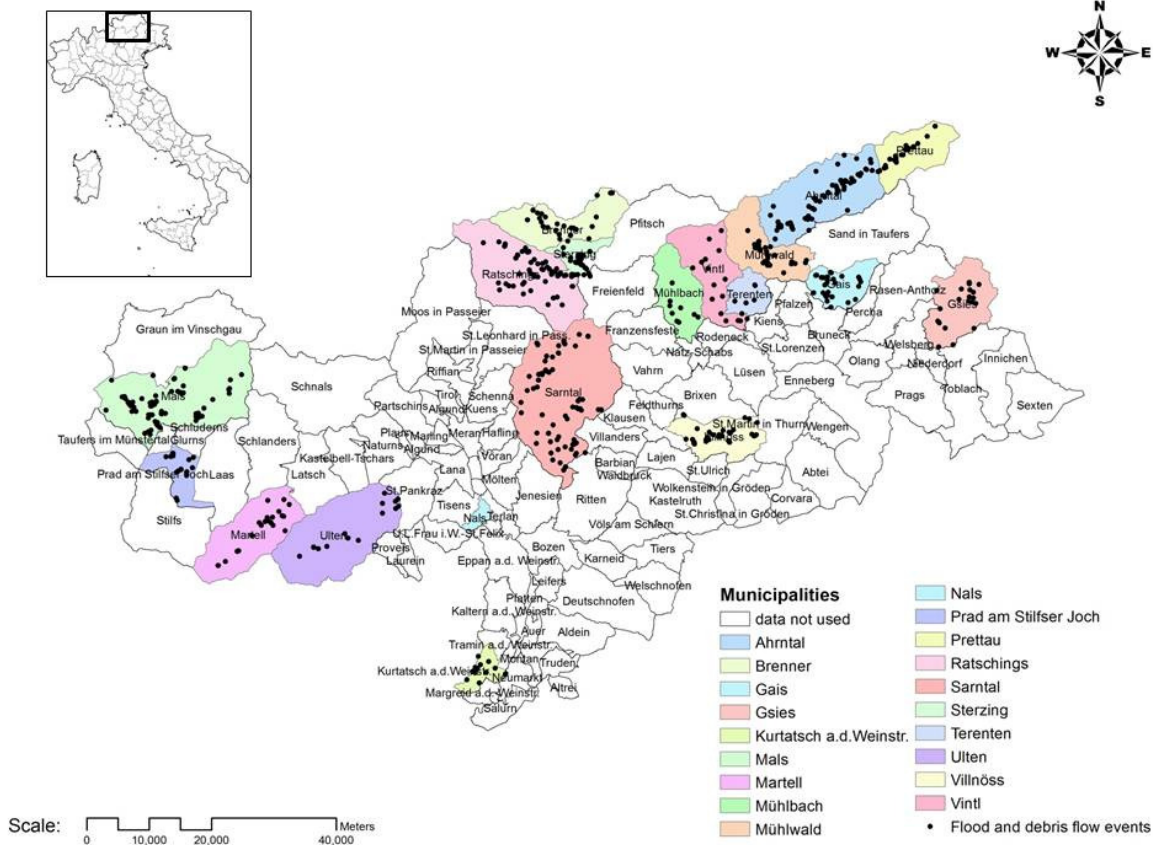 N
W
E
S
Prettau
Ahrntal
Pfitsch
Brenner
Sand in Taufers
Sterzing
Mühlwald
Vintl
Ratschings
Gais
Rasen-Antholz
Freienfeld
Mühlbach
Terenten
Pfalzen
Gsies
Percha
Moos in Passeier
Kiens
Graun im Vinschgau
Franzensfeste
Rodeneck
Bruneck
St.Leonhard in Pass.
St.Lorenzen
Welsberg
Natz-Schabs
St.Martin in Passeier
Innichen
Olang
Niederdorf
Riffian
Vahrn
Lüsen
Enneberg
Schnals
Toblach
Sarntal
Tirol
Schenna
Brixen
Prags
Mals
Partschins
Feldthurns
Sexten
Algund
Kuens
Klausen
St.Martin in Thurn
Wengen
Schluderns
Plaus
Marling
Meran
Hafling
Villanders
Villnöss
Taufers im Münstertal
Glurns
Schlanders
Naturns
Algund
Kastelbell-Tschars
Vöran
Lajen
Barbian
Lana
St.Ulrich
Abtei
Prad am Stilfser Joch
Laas
Latsch
Waidbruck
Mölten
Wolkenstein in Gröden
St.Pankraz
Jenesien
Ritten
Kastelruth
Corvara
Tisens
Nals
Terlan
St.Christina in Gröden
Stilfs
Völs am Schlern
Martell
Ulten
U.L.Frau i.W.-St.Felix
Proveis
Bozen
Tiers
Laurein
Eppan a.d. Weinstr.
Karneid
Leifers
Welschnofen
Pfatten
Deutschnofen
Kaltern a.d. Weinstr.
Auer
Aldein
Tramin a.d. Weinstr.
Montan
Truden
Kurtatsch a.d.Weinstr.
Neumarkt
Altrei
Margreid a.d. Weinstr.
Salurn
Municipalities
data not used
Ahrntal
Brenner
Gais
Gsies
Kurtatsch a.d.Weinstr.
Mals
Martell
Mühlbach
Mühlwald
Nals
Prad am Stilfser Joch
Prettau
Ratschings
Sarntal
Sterzing
Terenten
Ulten
Villnöss
Vintl
Flood and debris flow events
Scale:
Meters
0 10,000 20,000 40,000